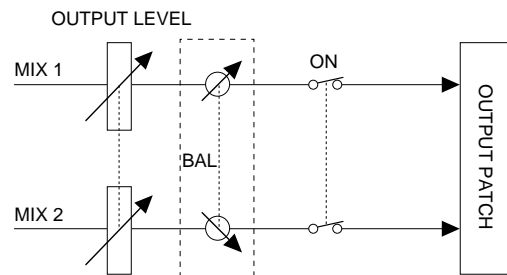 OUTPUT LEVEL
MIX 1
ON
BAL
MIX 2
OUTPUT PATCH